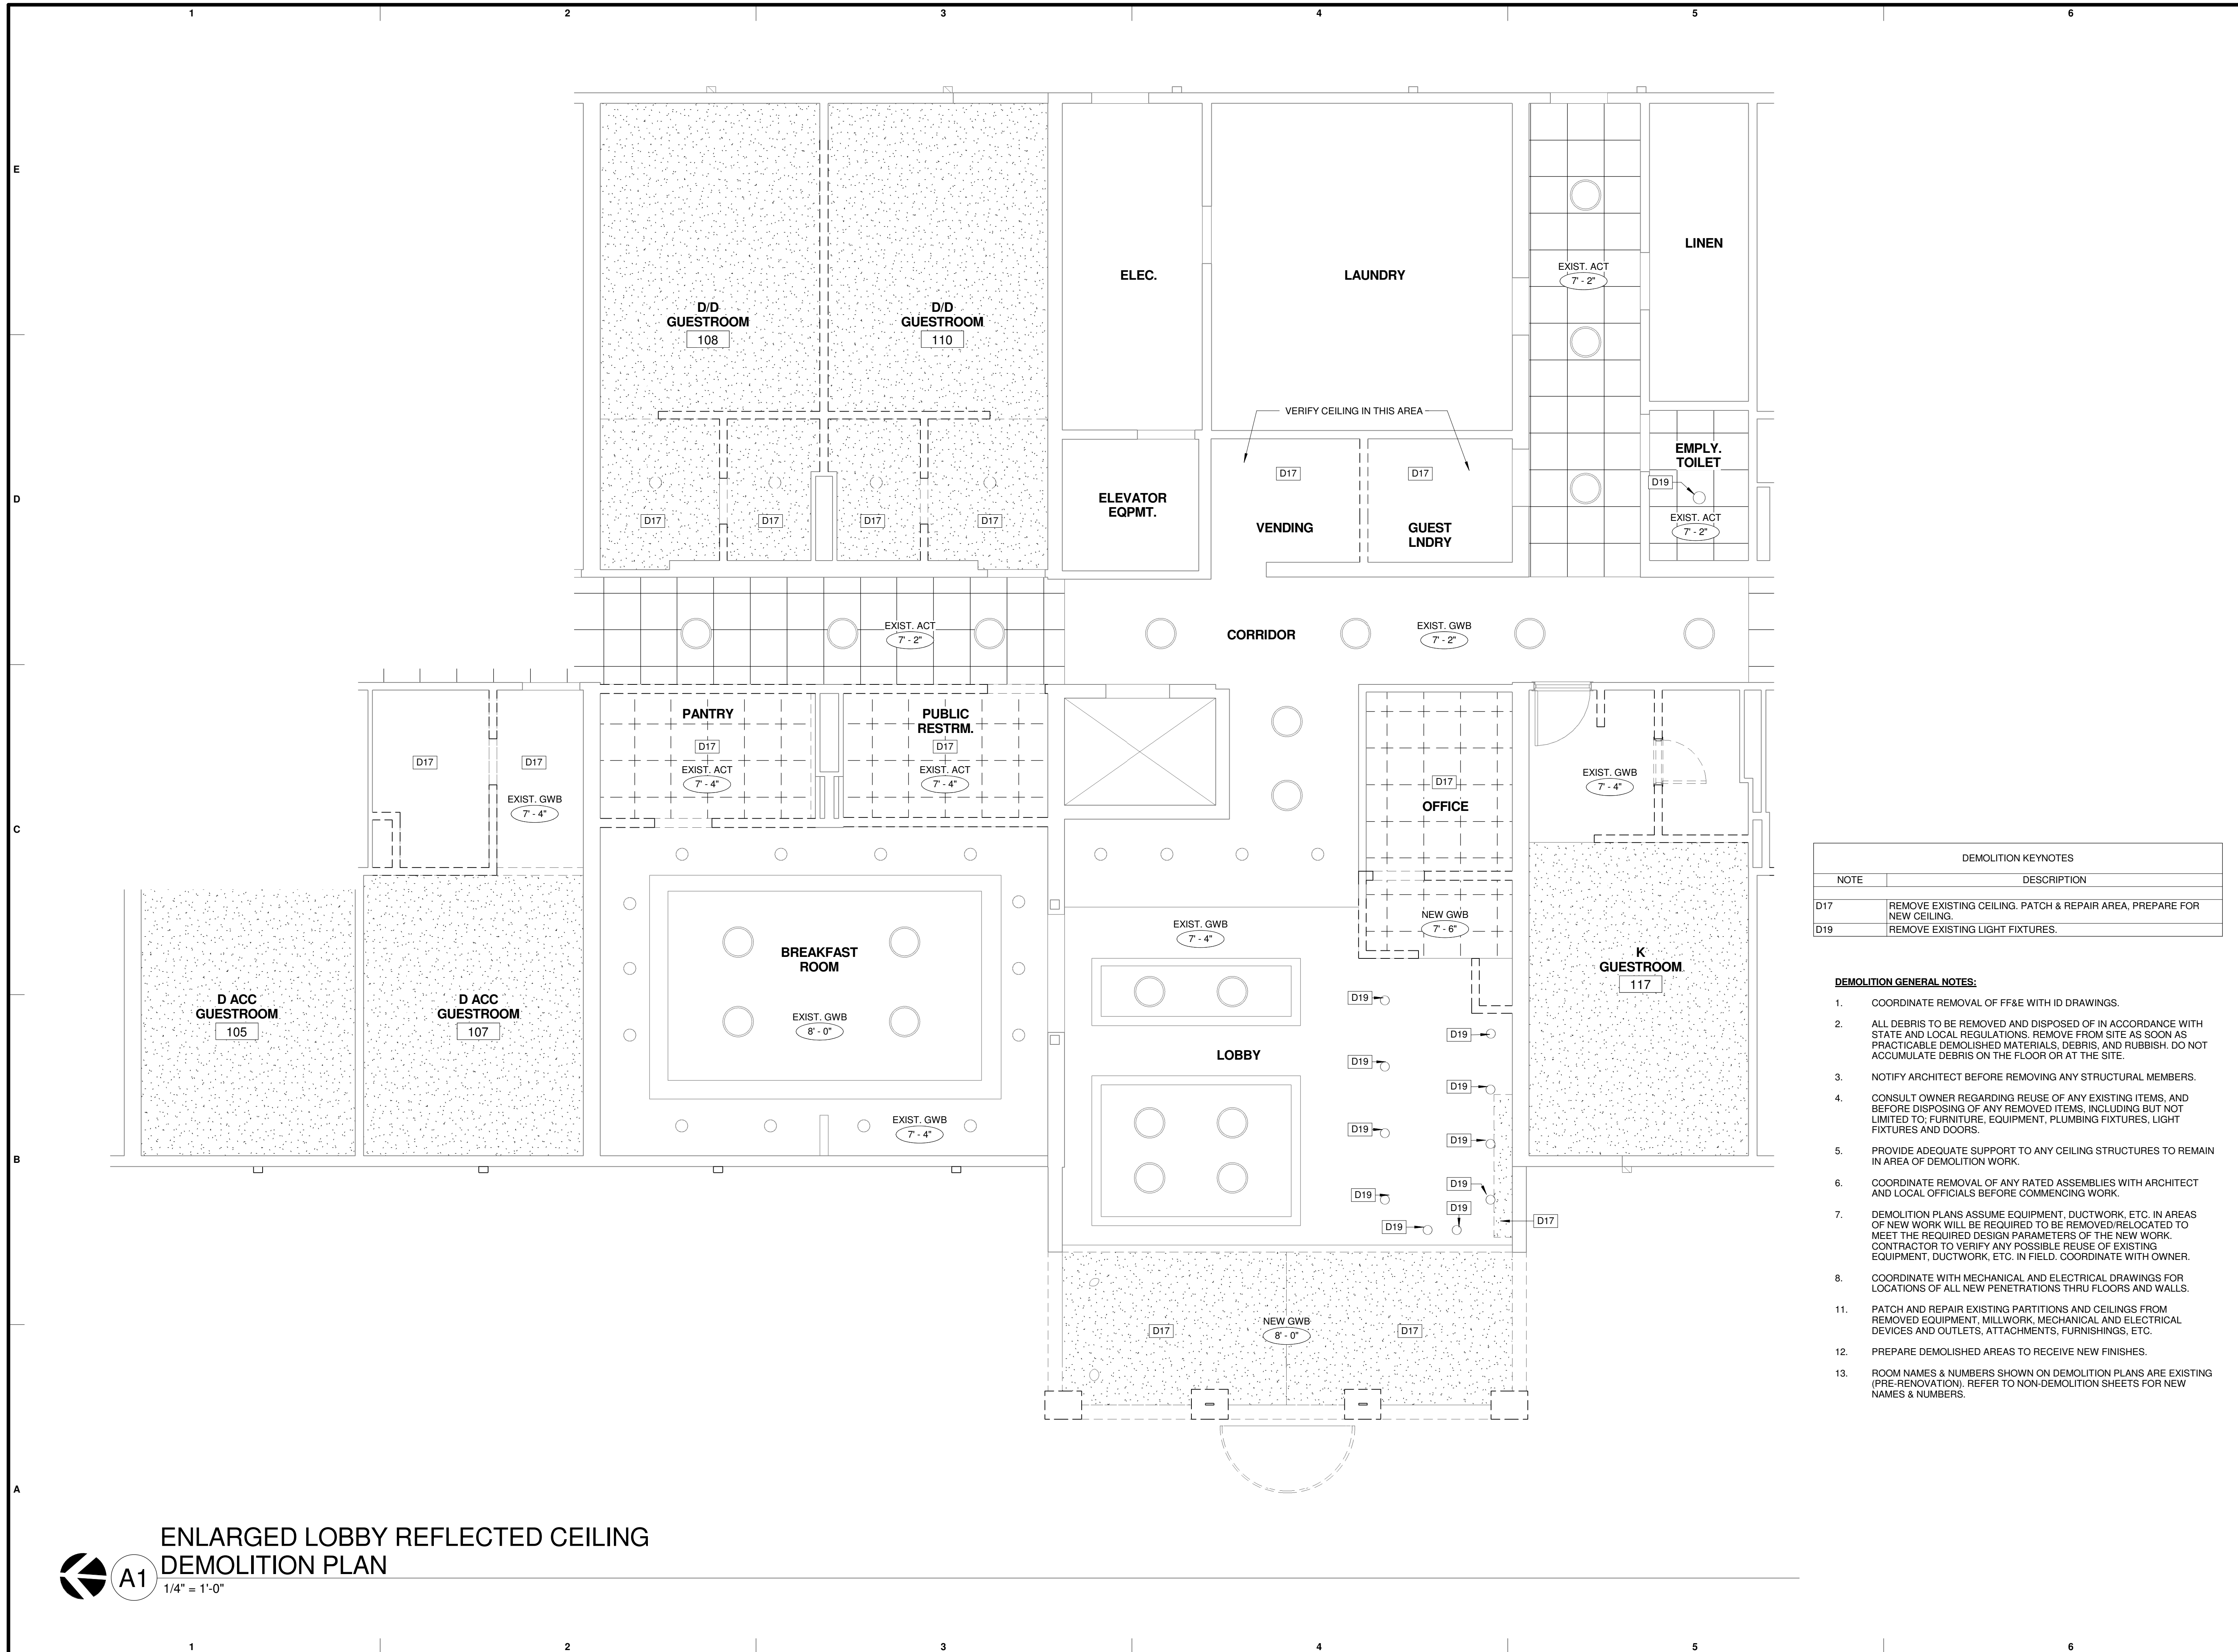 1 2 3 4 5 6
E
D
C
B
A
D/D
GUESTROOM
108
D/D
GUESTROOM
110
ELEC.
LAUNDRY
EXIST. ACT
7' - 2"
LINEN
VERIFY CEILING IN THIS AREA
D17
D17
D17
D17
D17
D17
ELEVATOR
EQPMT.
VENDING
GUEST
LNDRY
EMPLY.
TOILET
D19
EXIST. ACT
7' - 2"
EXIST. ACT
7' - 2"
CORRIDOR
EXIST. GWB
7' - 2"
D17
D17
EXIST. GWB
7' - 4"
PANTRY
D17
EXIST. ACT
7' - 4"
PUBLIC
RESTRM.
D17
EXIST. ACT
7' - 4"
D17
OFFICE
EXIST. GWB
7' - 4"
NEW GWB
7' - 6"
EXIST. GWB
7' - 4"
D ACC
GUESTROOM
105
D ACC
GUESTROOM
107
BREAKFAST
ROOM
EXIST. GWB
8' - 0"
EXIST. GWB
7' - 4"
LOBBY
K
GUESTROOM
117
D19
D19
D19
D19
D19
D19
D19
D19
D19
D19
D17
D17
NEW GWB
8' - 0"
D17
DEMOLITION KEYNOTES
NOTE DESCRIPTION
D17 REMOVE EXISTING CEILING. PATCH & REPAIR AREA, PREPARE FOR
NEW CEILING.
D19 REMOVE EXISTING LIGHT FIXTURES.
DEMOLITION GENERAL NOTES:
1. COORDINATE REMOVAL OF FF&E WITH ID DRAWINGS.
2. ALL DEBRIS TO BE REMOVED AND DISPOSED OF IN ACCORDANCE WITH
STATE AND LOCAL REGULATIONS. REMOVE FROM SITE AS SOON AS
PRACTICABLE DEMOLISHED MATERIALS, DEBRIS, AND RUBBISH. DO NOT
ACCUMULATE DEBRIS ON THE FLOOR OR AT THE SITE.
3. NOTIFY ARCHITECT BEFORE REMOVING ANY STRUCTURAL MEMBERS.
4. CONSULT OWNER REGARDING REUSE OF ANY EXISTING ITEMS, AND
BEFORE DISPOSING OF ANY REMOVED ITEMS, INCLUDING BUT NOT
LIMITED TO; FURNITURE, EQUIPMENT, PLUMBING FIXTURES, LIGHT
FIXTURES AND DOORS.
5. PROVIDE ADEQUATE SUPPORT TO ANY CEILING STRUCTURES TO REMAIN
IN AREA OF DEMOLITION WORK.
6. COORDINATE REMOVAL OF ANY RATED ASSEMBLIES WITH ARCHITECT
AND LOCAL OFFICIALS BEFORE COMMENCING WORK.
7. DEMOLITION PLANS ASSUME EQUIPMENT, DUCTWORK, ETC. IN AREAS
OF NEW WORK WILL BE REQUIRED TO BE REMOVED/RELOCATED TO
MEET THE REQUIRED DESIGN PARAMETERS OF THE NEW WORK.
CONTRACTOR TO VERIFY ANY POSSIBLE REUSE OF EXISTING
EQUIPMENT, DUCTWORK, ETC. IN FIELD. COORDINATE WITH OWNER.
8. COORDINATE WITH MECHANICAL AND ELECTRICAL DRAWINGS FOR
LOCATIONS OF ALL NEW PENETRATIONS THRU FLOORS AND WALLS.
11. PATCH AND REPAIR EXISTING PARTITIONS AND CEILINGS FROM
REMOVED EQUIPMENT, MILLWORK, MECHANICAL AND ELECTRICAL
DEVICES AND OUTLETS, ATTACHMENTS, FURNISHINGS, ETC.
12. PREPARE DEMOLISHED AREAS TO RECEIVE NEW FINISHES.
13. ROOM NAMES & NUMBERS SHOWN ON DEMOLITION PLANS ARE EXISTING
(PRE-RENOVATION). REFER TO NON-DEMOLITION SHEETS FOR NEW
NAMES & NUMBERS.
A1
ENLARGED LOBBY REFLECTED CEILING
DEMOLITION PLAN
1/4" = 1'-0"
1 2 3 4 5 6